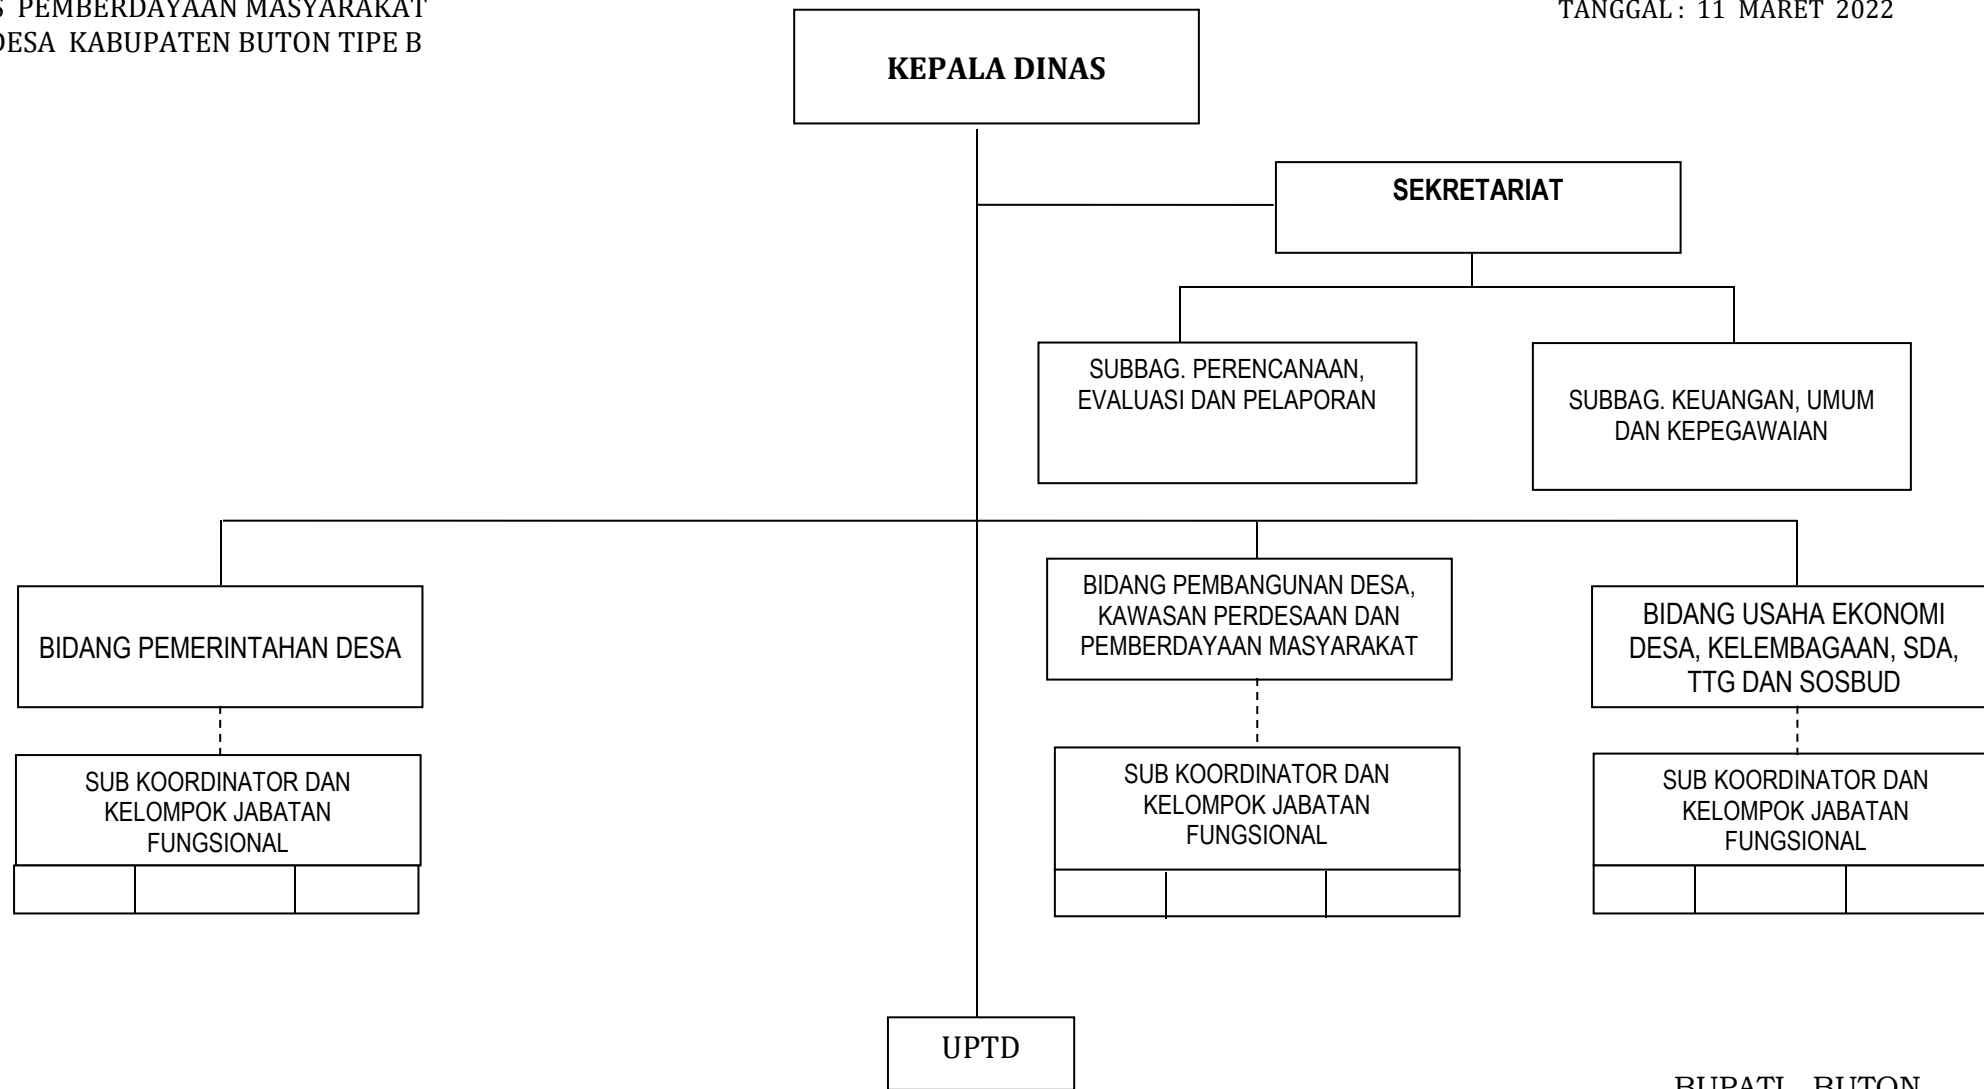 PEMBERDAYAAN MASYARAKAT
DESA KABUPATEN BUTON TIPE B
TANGGAL : 11 MARET 2022
KEPALA DINAS
SEKRETARIAT
SUBBAG. PERENCANAAN,
EVALUASI DAN PELAPORAN
SUBBAG. KEUANGAN, UMUM
DAN KEPEGAWAIAN
BIDANG PEMERINTAHAN DESA
BIDANG PEMBANGUNAN DESA,
KAWASAN PERDESAAN DAN
PEMBERDAYAAN MASYARAKAT
BIDANG USAHA EKONOMI
DESA, KELEMBAGAAN, SDA,
TTG DAN SOSBUD
SUB KOORDINATOR DAN
KELOMPOK JABATAN
FUNGSIONAL
SUB KOORDINATOR DAN
KELOMPOK JABATAN
FUNGSIONAL
SUB KOORDINATOR DAN
KELOMPOK JABATAN
FUNGSIONAL
UPTD
BUPATI BUTON